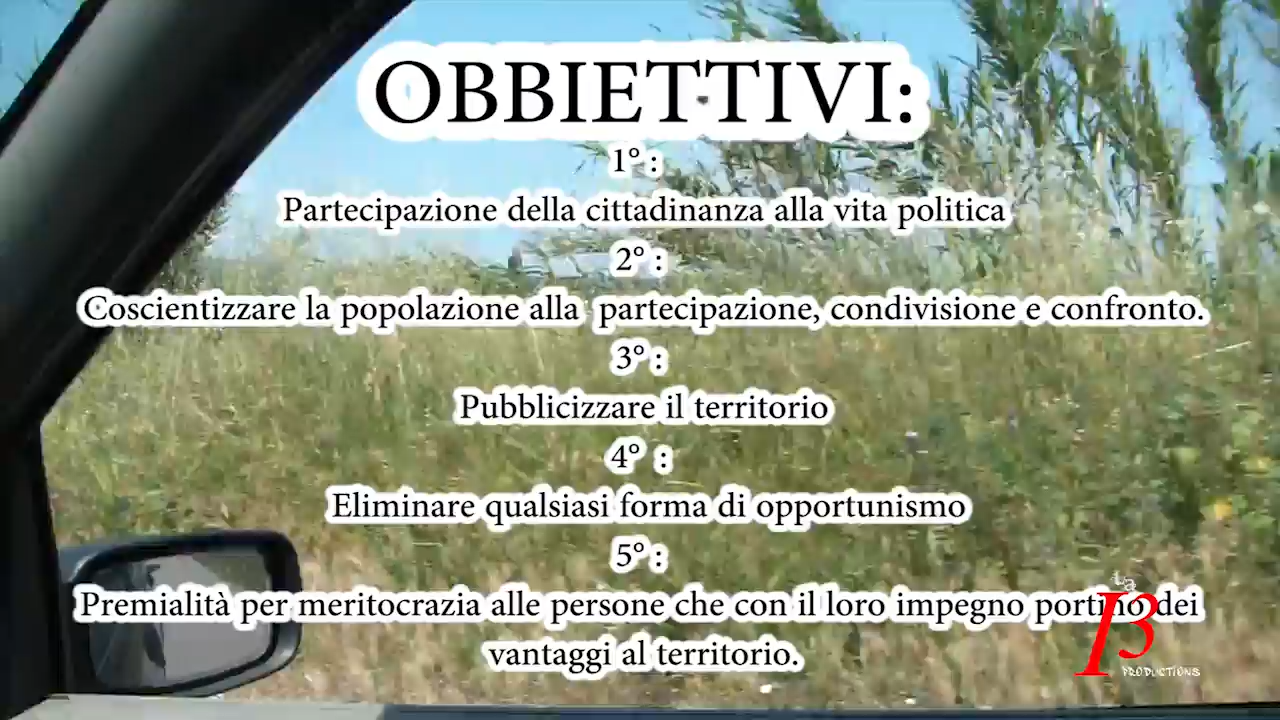 OBBIETTIVI:
1° :
Partecipazione della cittadinanza alla vita politica
2° :
Coscientizzare la popolazione alla partecipazione, condivisione e confronto.
3° :
Pubblicizzare il territorio
4° :
Eliminare qualsiasi forma di opportunismo
5° :
Premialità per meritocrazia alle persone che con il loro impegno portino dei
vantaggi al territorio.
La
B
PRODUCTIONS